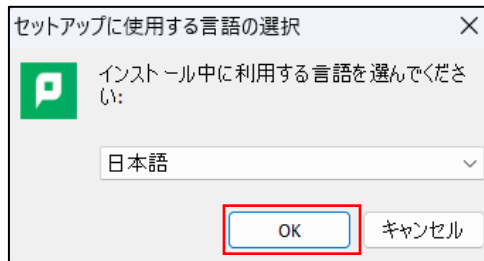 セットアップに使用する言語の選択
インストール中に利用する言語を選んでくださ
い:
日本語
OK
キャンセル